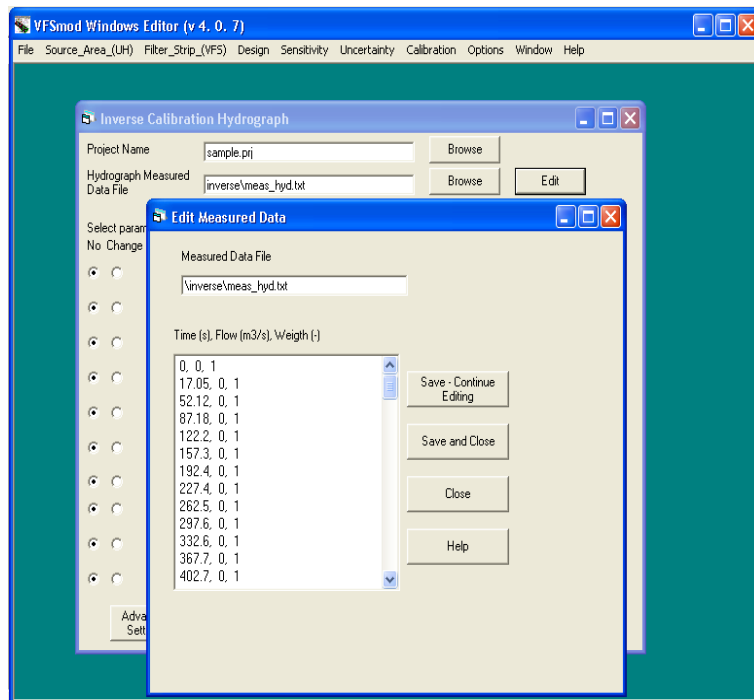 VFSmod Windows Editor (v 4. 0. 7)
File Source_Area_(UH) Filter_Strip_(VFS) Design Sensitivity Uncertainty Calibration Options Window Help
Inverse Calibration Hydrograph
Project Name sample.prj Browse
Hydrograph Measured
Data File inverse\meas_hyd.txt Browse Edit
Select param
No Change
Edit Measured Data
Measured Data File
\inverse\meas_hyd.txt
Time (s), Flow (m3/s), Weigth (-)
0, 0, 1
17.05, 0, 1
52.12, 0, 1
87.18, 0, 1
122.2, 0, 1
157.3, 0, 1
192.4, 0, 1
227.4, 0, 1
262.5, 0, 1
297.6, 0, 1
332.6, 0, 1
367.7, 0, 1
402.7, 0, 1
Save - Continue
Editing
Save and Close
Close
Help
Adva
Sett